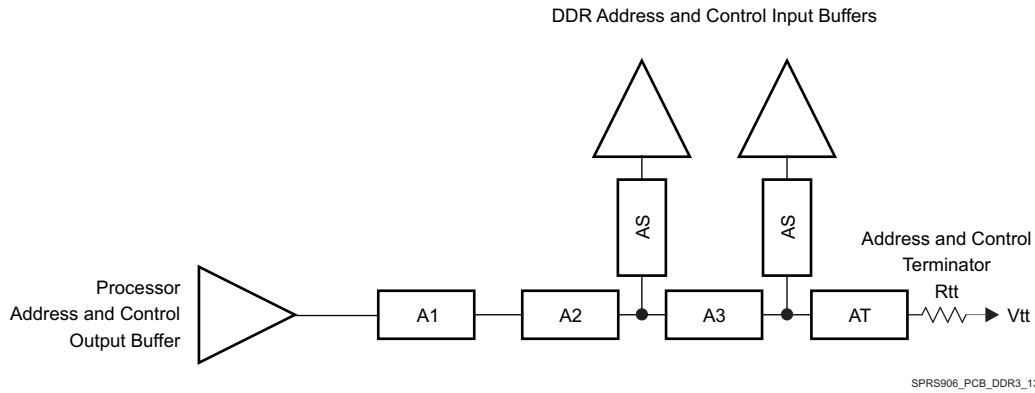 DDR Address and Control Input Buffers
AS
AS
Processor
Address and Control
Output Buffer
A1
A2
A3
AT
Address and Control
Terminator
Rtt
Vtt
SPRS906_PCB_DDR3_13